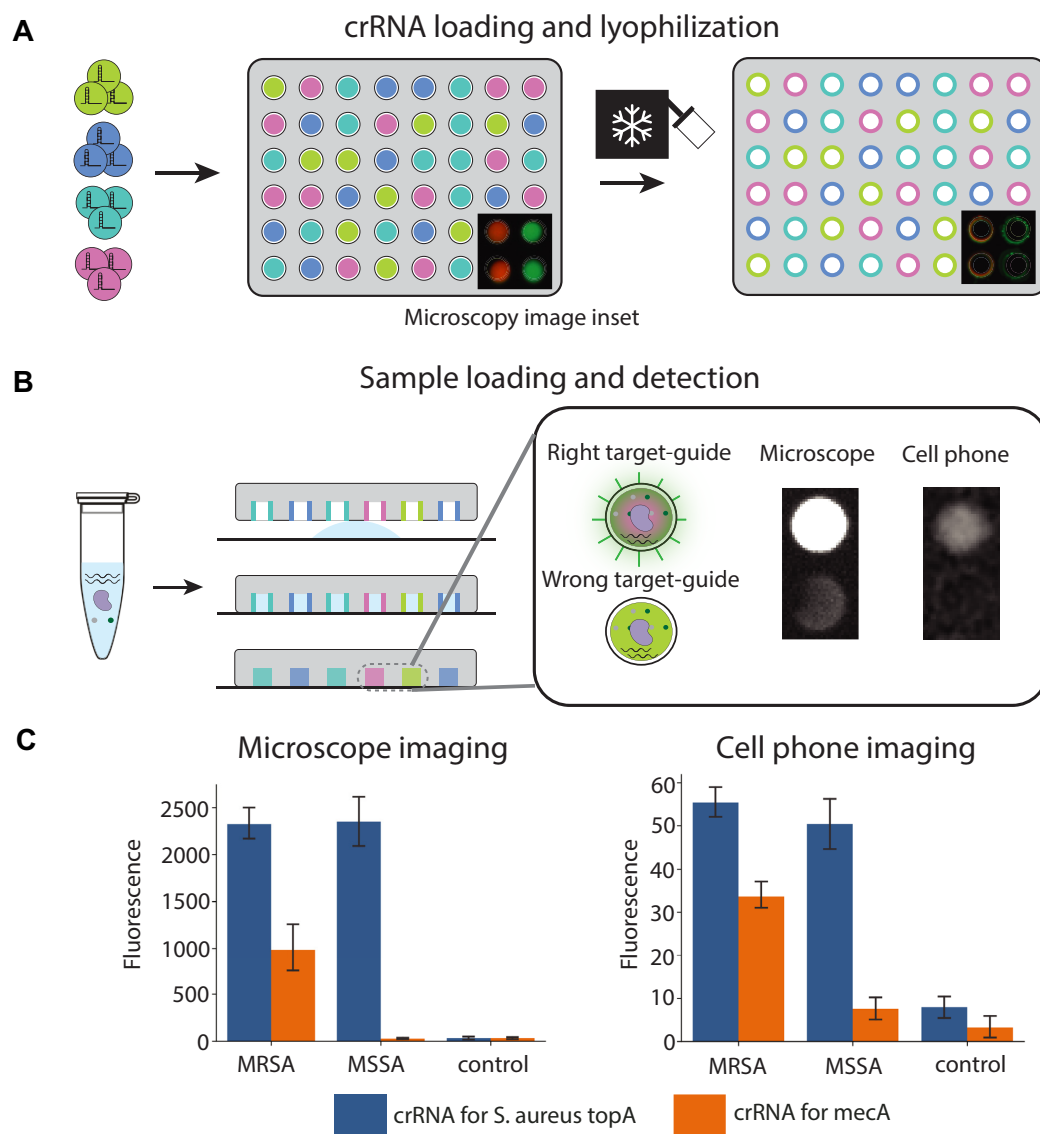 A
crRNA loading and lyophilization
Microscopy image inset
B
Sample loading and detection
Right target-guide
Microscope
Cell phone
Wrong target-guide
C
Microscope imaging
Cell phone imaging
Fluorescence
2500
2000
1500
1000
500
0
MRSA
MSSA
control
Fluorescence
60
50
40
30
20
10
0
MRSA
MSSA
control
crRNA for S. aureus topA
crRNA for mecA